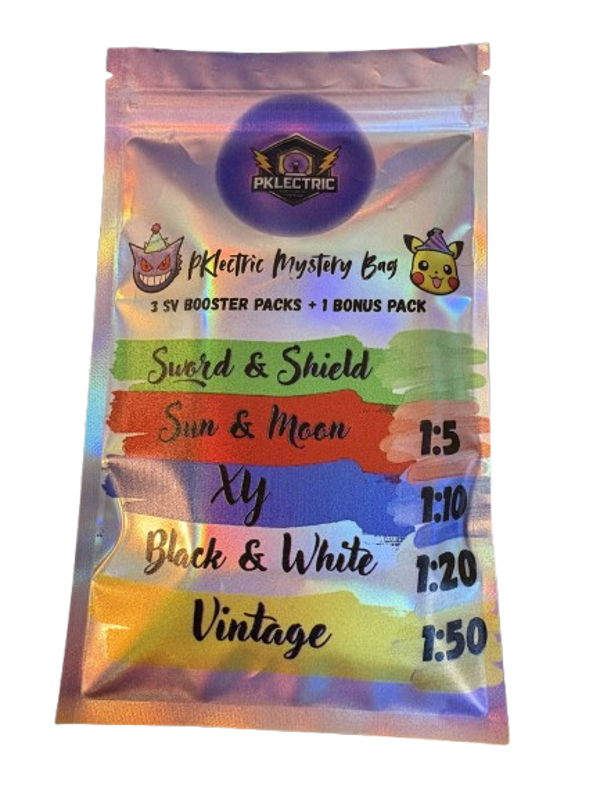 PKLECTRIC
PKlectric Mystery Bag
3 SV BOOSTER PACKS + 1 BONUS PACK
Sword & Shield
Sun & Moon 1:5
XY 1:10
Black & White 1:20
Vintage 1:50